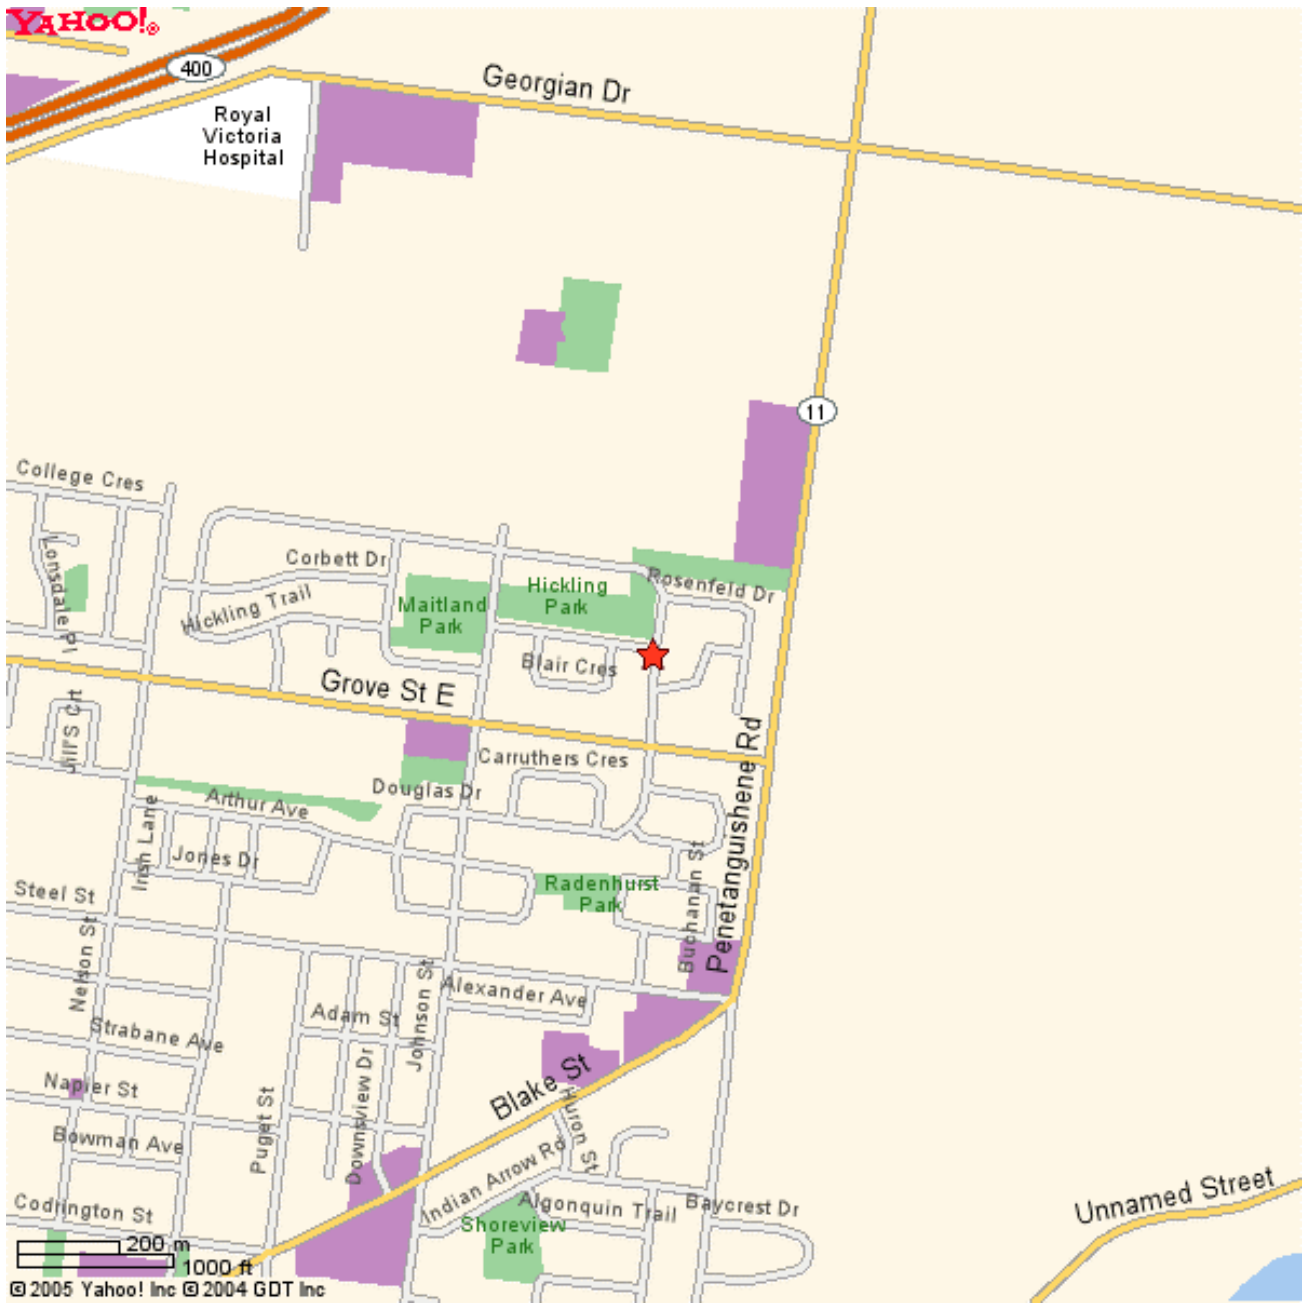 YAHOO!®
400
Georgian Dr
Royal
Victoria
Hospital
11
College Cres
Lonsdale Pl
Corbett Dr
Hickling
Park
Rosenfeld Dr
Hickling Trail
Maitland
Park
Blair Cres
Grove St E
Jill'S Crt
Carruthers Cres
Penetanguishene Rd
Douglas Dr
Arthur Ave
Irish Lane
Jones Dr
Steel St
Radenhurst
Park
Buchanan St
Nelson St
Alexander Ave
Johnson St
Adam St
Strabane Ave
Napier St
Downsview Dr
Blake St
Huron St
Puget St
Bowman Ave
Indian Arrow Rd
Codrington St
Algonquin Trail
Baycrest Dr
Unnamed Street
Shoreview
Park
200 m
1000 ft
© 2005 Yahoo! Inc © 2004 GDT Inc